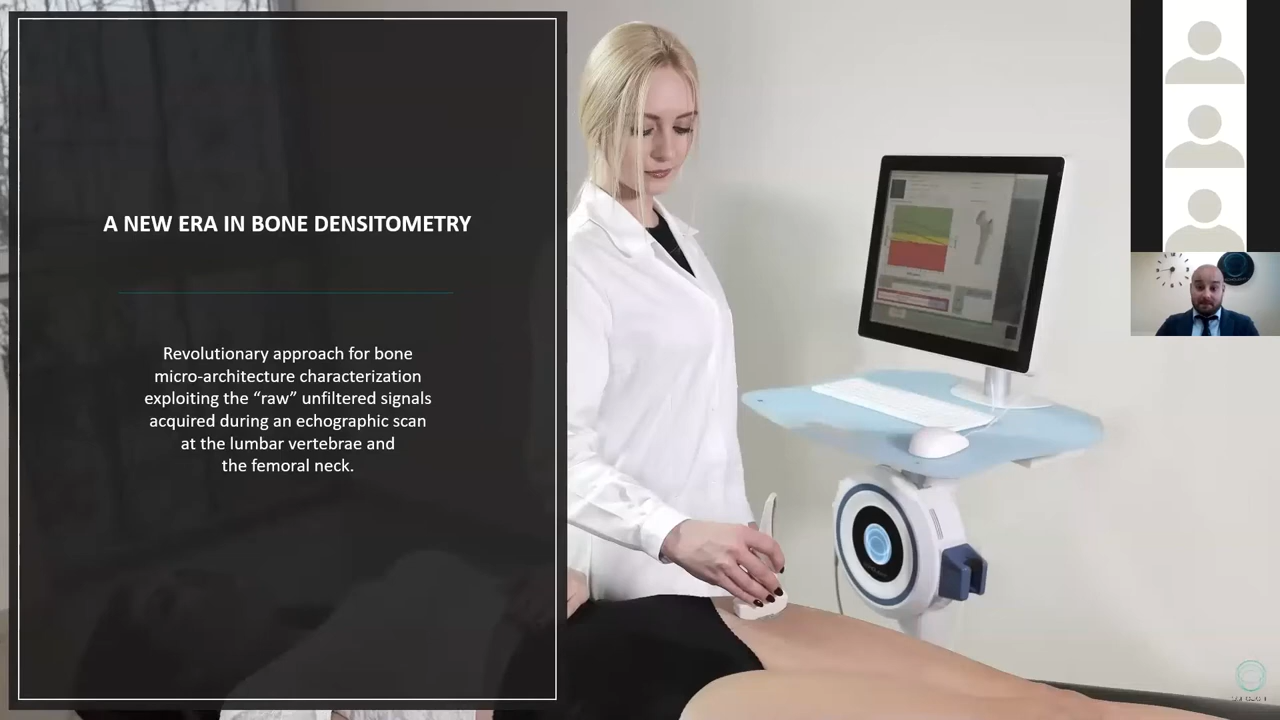 A NEW ERA IN BONE DENSITOMETRY
Revolutionary approach for bone
micro-architecture characterization
exploiting the “raw” unfiltered signals
acquired during an echographic scan
at the lumbar vertebrae and
the femoral neck.